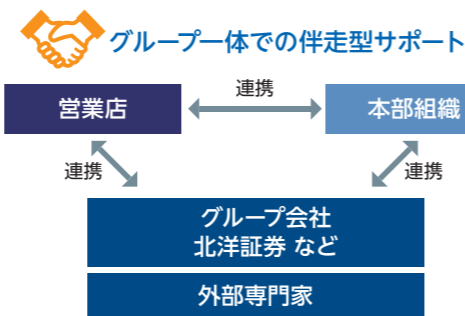 グループ一体での伴走型サポート
営業店
連携
本部組織
連携
連携
グループ会社
北洋証券 など
外部専門家